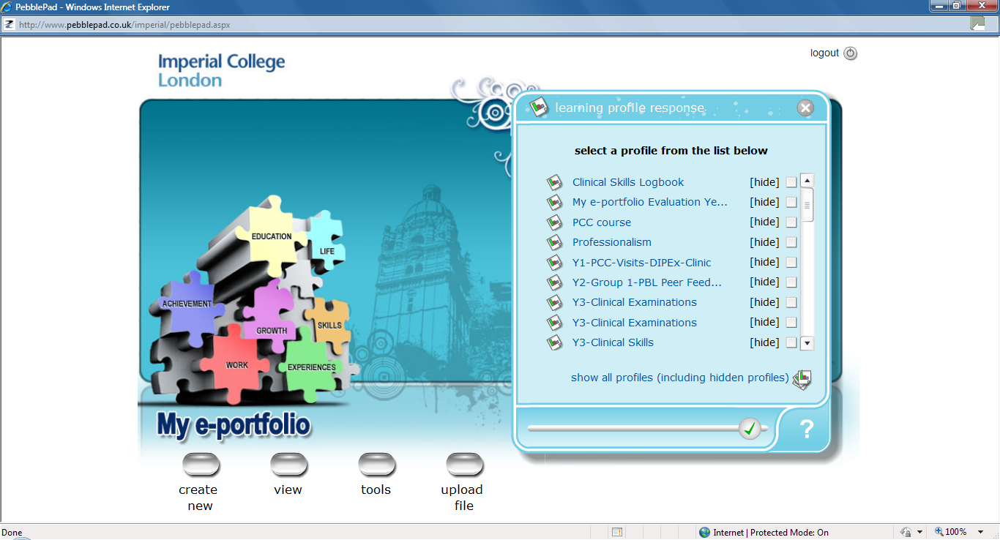 PebblePad - Windows Internet Explorer
http://www.pebblepad.co.uk/imperial/pebblepad.aspx
Imperial College
London
logout
learning profile response
select a profile from the list below
Clinical Skills Logbook [hide]
My e-portfolio Evaluation Ye... [hide]
PCC course [hide]
Professionalism [hide]
Y1-PCC-Visits-DIPEx-Clinic [hide]
Y2-Group 1-PBL Peer Feed... [hide]
Y3-Clinical Examinations [hide]
Y3-Clinical Examinations [hide]
Y3-Clinical Skills [hide]
show all profiles (including hidden profiles)
?
EDUCATION
LIFE
ACHIEVEMENT
GROWTH
SKILLS
WORK
EXPERIENCES
My e-portfolio
create
new
view
tools
upload
file
Done
Internet | Protected Mode: On
100%